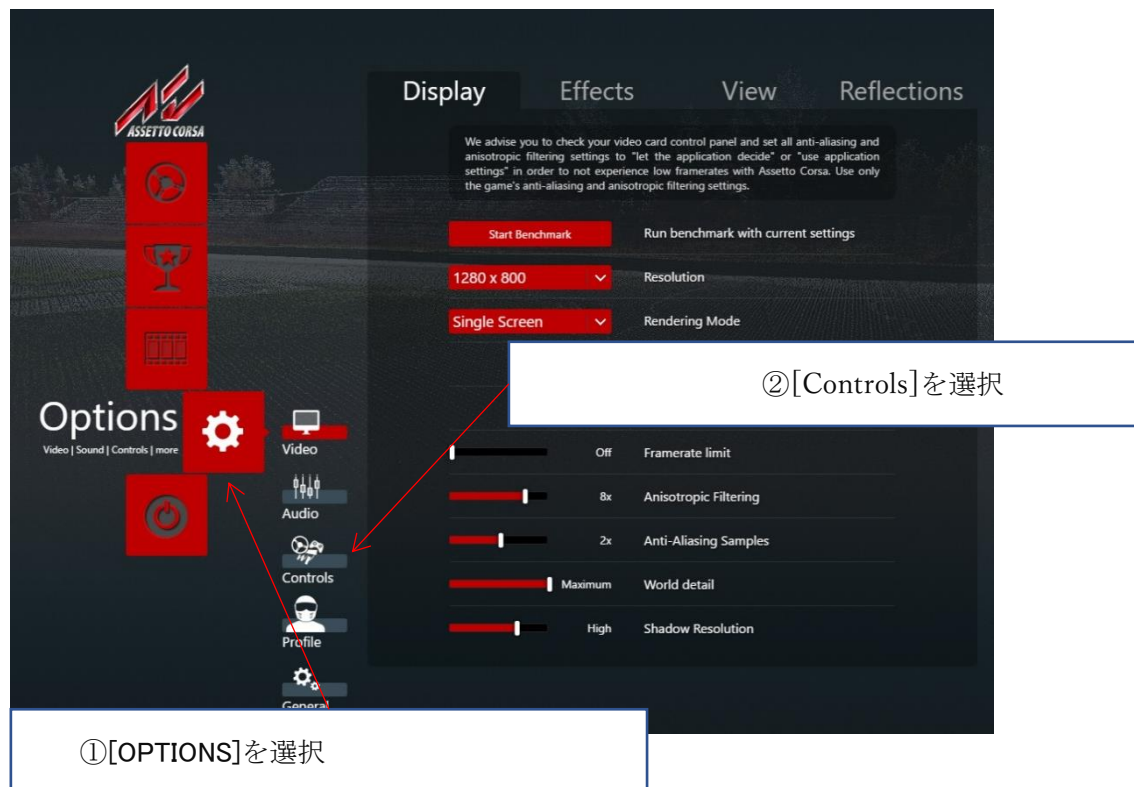 ASSETTO CORSA
Display
Effects
View
Reflections
We advise you to check your video card control panel and set all anti-aliasing and
anisotropic filtering settings to "let the application decide" or "use application
settings" in order to not experience low framerates with Assetto Corsa. Use only
the game's anti-aliasing and anisotropic filtering settings.
Start Benchmark
Run benchmark with current settings
1280 x 800
Resolution
Single Screen
Rendering Mode
②[Controls]を選択
Options
Video | Sound | Controls | more
Video
Audio
Controls
Profile
General
Off
Framerate limit
8x
Anisotropic Filtering
2x
Anti-Aliasing Samples
Maximum
World detail
High
Shadow Resolution
①[OPTIONS]を選択